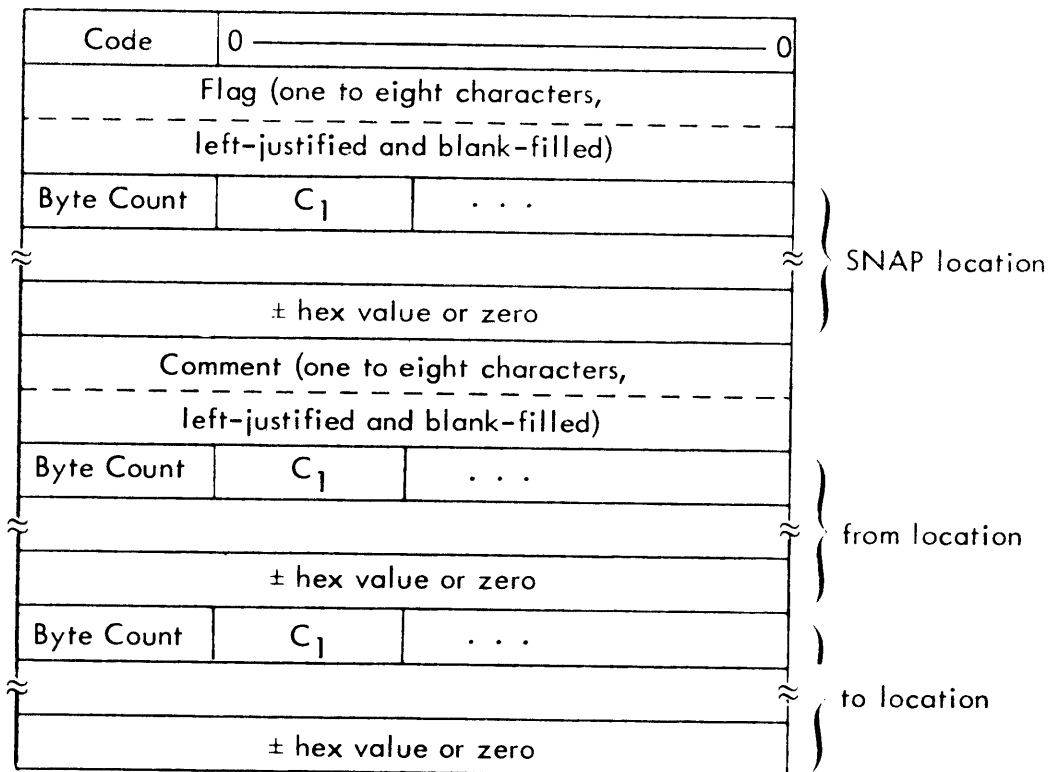 Code 0 0
Flag (one to eight characters,
left-justified and blank-filled)
Byte Count C1 . . .
SNAP location
± hex value or zero
Comment (one to eight characters,
left-justified and blank-filled)
Byte Count C1 . . .
from location
± hex value or zero
Byte Count C1 . . .
to location
± hex value or zero